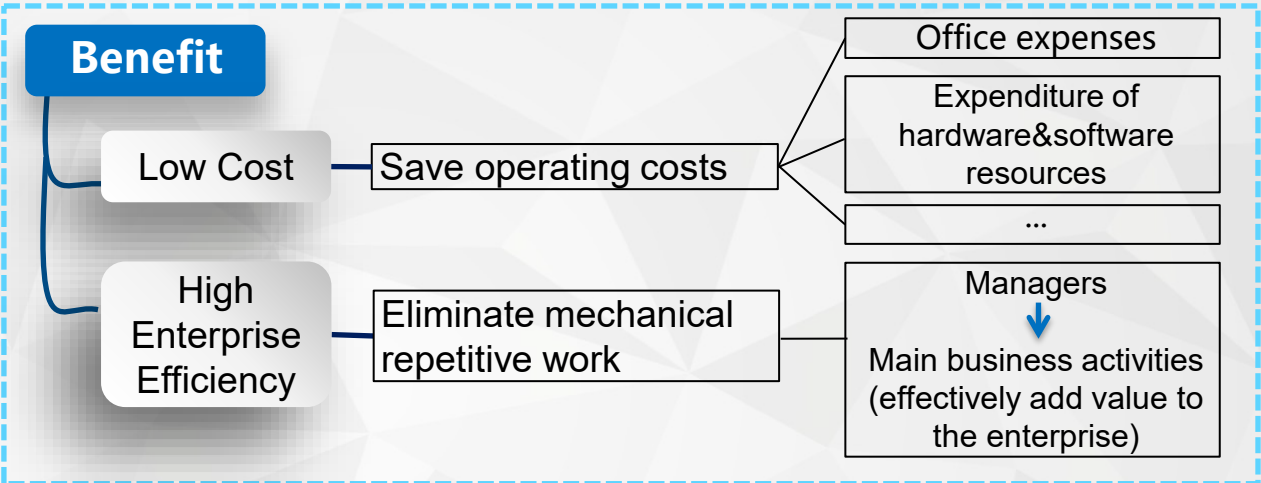 Benefit
Low Cost
Save operating costs
Office expenses
Expenditure of
hardware&software
resources
...
High
Enterprise
Efficiency
Eliminate mechanical
repetitive work
Managers
Main business activities
(effectively add value to
the enterprise)